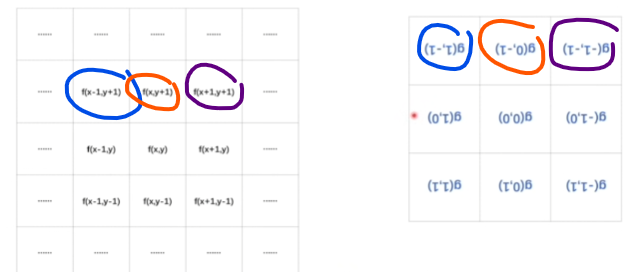 ...... ...... ...... ...... ......
...... f(x-1,y+1) f(x,y+1) f(x+1,y+1) ......
...... f(x-1,y) f(x,y) f(x+1,y) ......
...... f(x-1,y-1) f(x,y-1) f(x+1,y-1) ......
...... ...... ...... ...... ......
g(1,-1) g(0,-1) g(-1,-1)
g(1,0) g(0,0) g(-1,0)
g(1,1) g(0,1) g(-1,1)